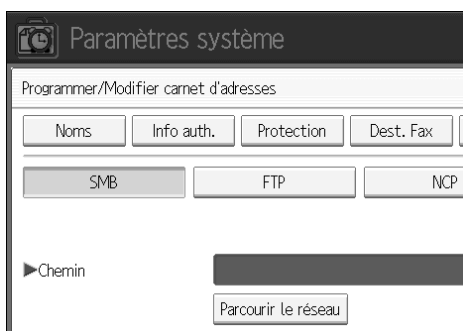 Paramètres système
Programmer/Modifier carnet d'adresses
Noms Info auth. Protection Dest. Fax
SMB FTP NCP
▶Chemin
Parcourir le réseau